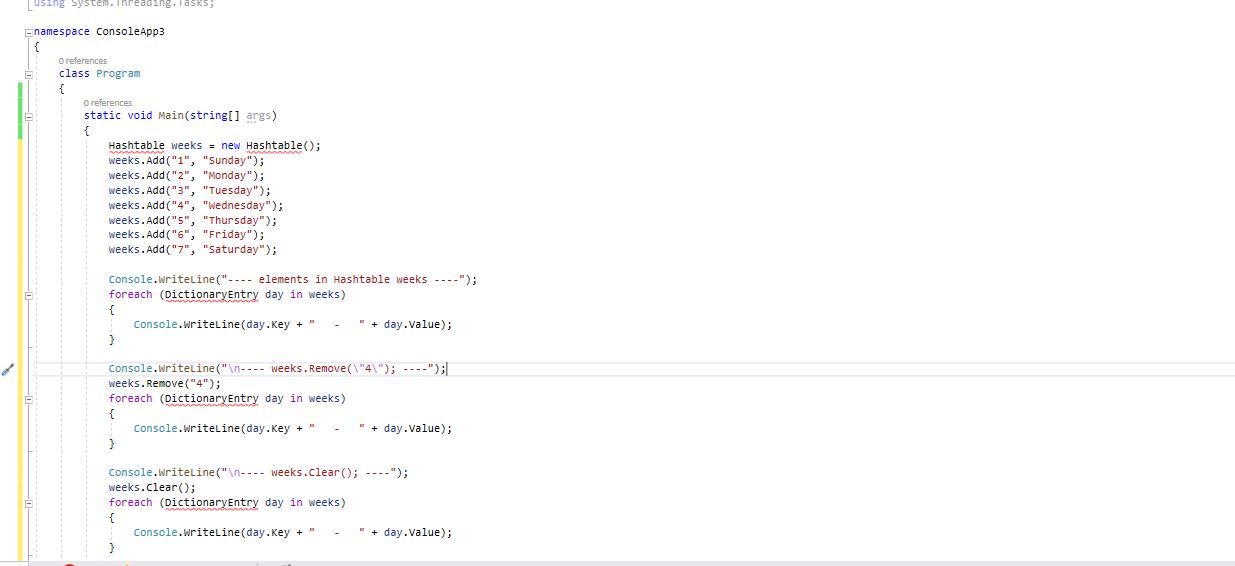 using System.Threading.Tasks;
namespace ConsoleApp3
{
0 references
class Program
{
0 references
static void Main(string[] args)
{
Hashtable weeks = new Hashtable();
weeks.Add("1", "Sunday");
weeks.Add("2", "Monday");
weeks.Add("3", "Tuesday");
weeks.Add("4", "Wednesday");
weeks.Add("5", "Thursday");
weeks.Add("6", "Friday");
weeks.Add("7", "Saturday");
Console.WriteLine("---- elements in Hashtable weeks ----");
foreach (DictionaryEntry day in weeks)
{
Console.WriteLine(day.Key + "   -   " + day.Value);
}
Console.WriteLine("\n---- weeks.Remove(\"4\"); ----");
weeks.Remove("4");
foreach (DictionaryEntry day in weeks)
{
Console.WriteLine(day.Key + "   -   " + day.Value);
}
Console.WriteLine("\n---- weeks.Clear(); ----");
weeks.Clear();
foreach (DictionaryEntry day in weeks)
{
Console.WriteLine(day.Key + "   -   " + day.Value);
}